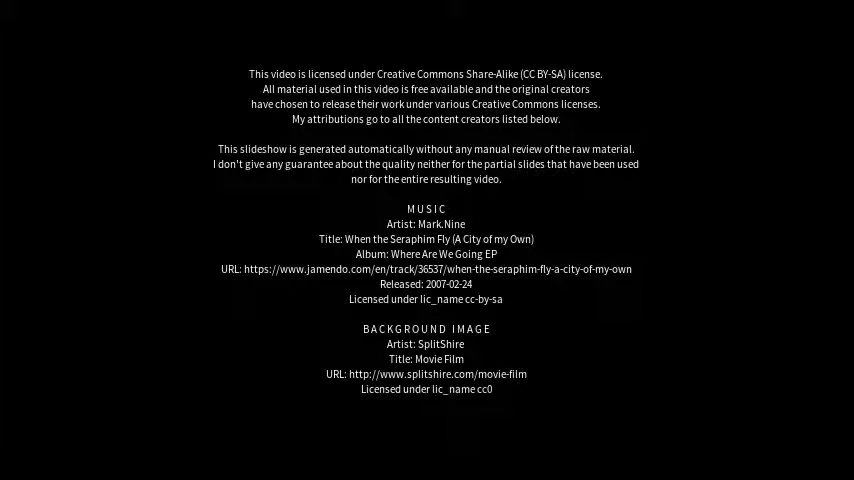 This video is licensed under Creative Commons Share-Alike (CC BY-SA) license.
All material used in this video is free available and the original creators
have chosen to release their work under various Creative Commons licenses.
My attributions go to all the content creators listed below.
This slideshow is generated automatically without any manual review of the raw material.
I don't give any guarantee about the quality neither for the partial slides that have been used
nor for the entire resulting video.
MUSIC
Artist: Mark.Nine
Title: When the Seraphim Fly (A City of my Own)
Album: Where Are We Going EP
URL: https://www.jamendo.com/en/track/36537/when-the-seraphim-fly-a-city-of-my-own
Released: 2007-02-24
Licensed under lic_name cc-by-sa
BACKGROUND IMAGE
Artist: SplitShire
Title: Movie Film
URL: http://www.splitshire.com/movie-film
Licensed under lic_name cc0